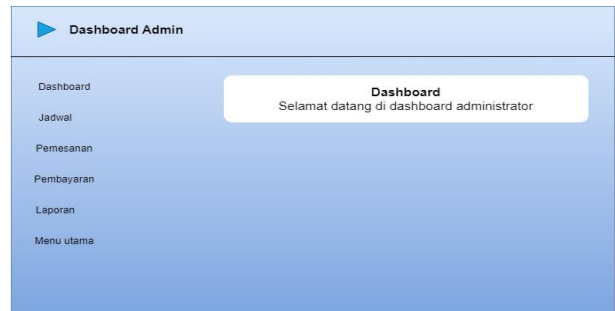 Dashboard Admin
Dashboard
Jadwal
Pemesanan
Pembayaran
Laporan
Menu utama
Dashboard
Selamat datang di dashboard administrator